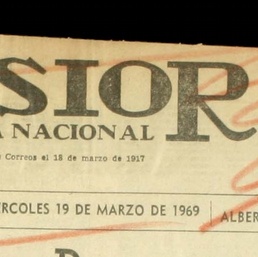 SIOR
A NACIONAL
Correos el 18 de marzo de 1917
RCOLES 19 DE MARZO DE 1969 ALBER